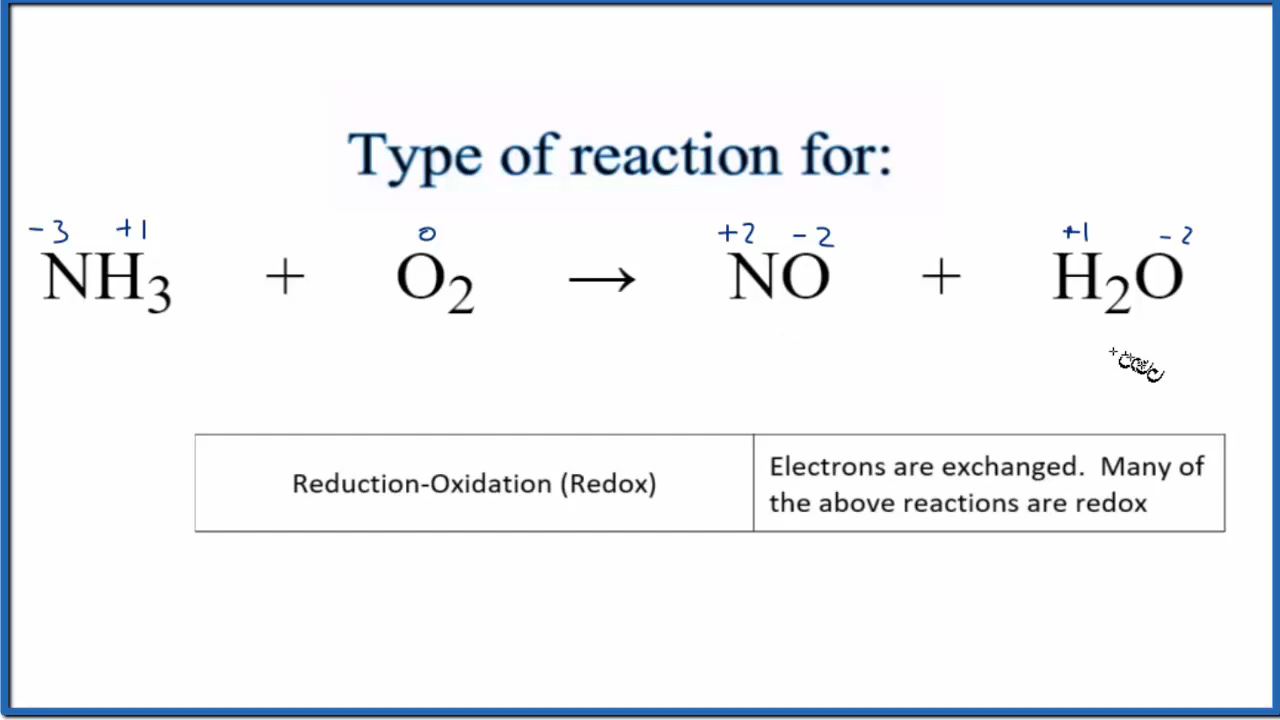 Type of reaction for:
-3 +1 0 +2 -2 +1 -2
NH₃ + O₂ → NO + H₂O
Reduction-Oxidation (Redox)
Electrons are exchanged. Many of
the above reactions are redox